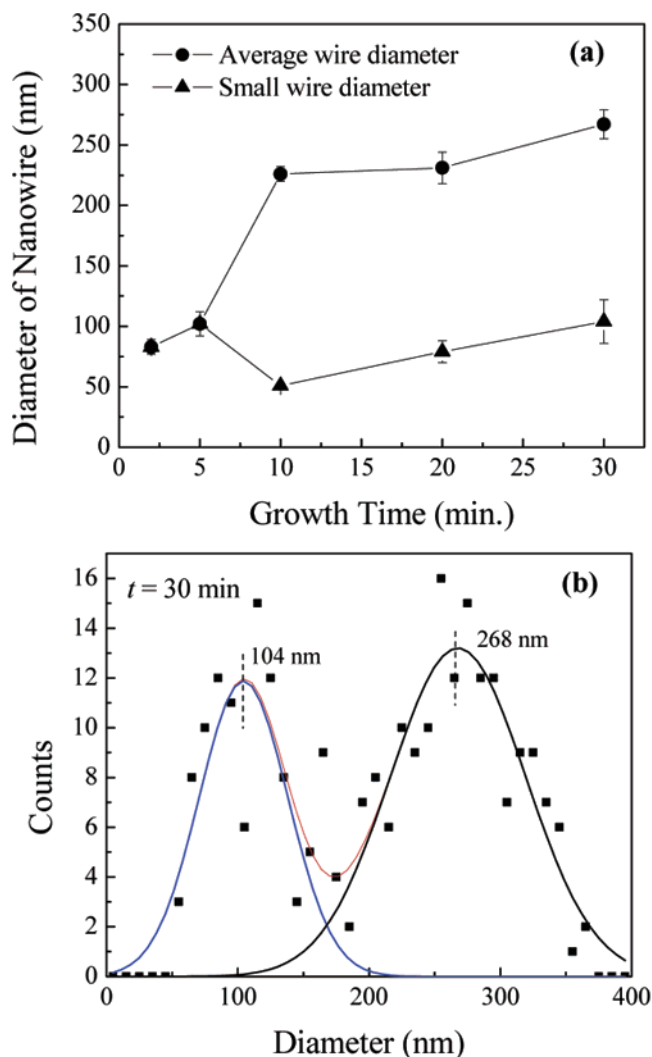 350
300
250
200
150
100
50
0
Diameter of Nanowire (nm)
Average wire diameter
Small wire diameter
(a)
0 5 10 15 20 25 30
Growth Time (min.)
16
14
12
10
8
6
4
2
0
Counts
t = 30 min
(b)
104 nm
268 nm
0 100 200 300 400
Diameter (nm)